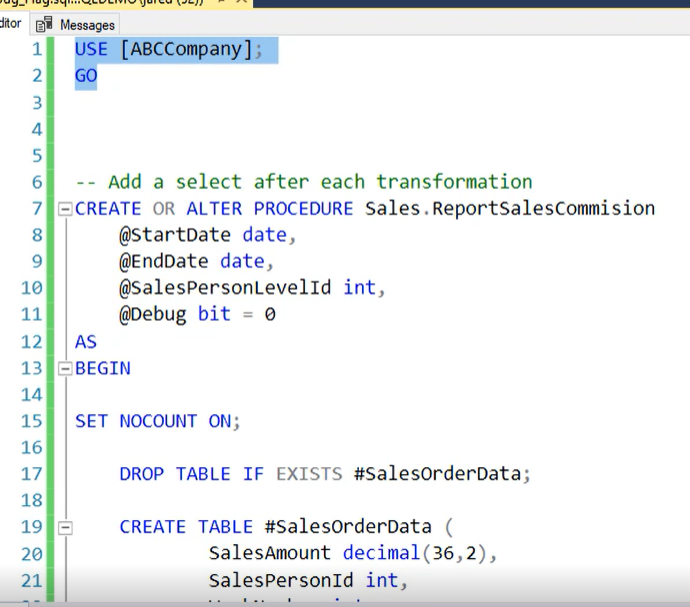 Messages
1 USE [ABCCompany];
2 GO
3
4
5
6 -- Add a select after each transformation
7 CREATE OR ALTER PROCEDURE Sales.ReportSalesCommision
8 @StartDate date,
9 @EndDate date,
10 @SalesPersonLevelId int,
11 @Debug bit = 0
12 AS
13 BEGIN
14
15 SET NOCOUNT ON;
16
17 DROP TABLE IF EXISTS #SalesOrderData;
18
19 CREATE TABLE #SalesOrderData (
20 SalesAmount decimal(36,2),
21 SalesPersonId int,